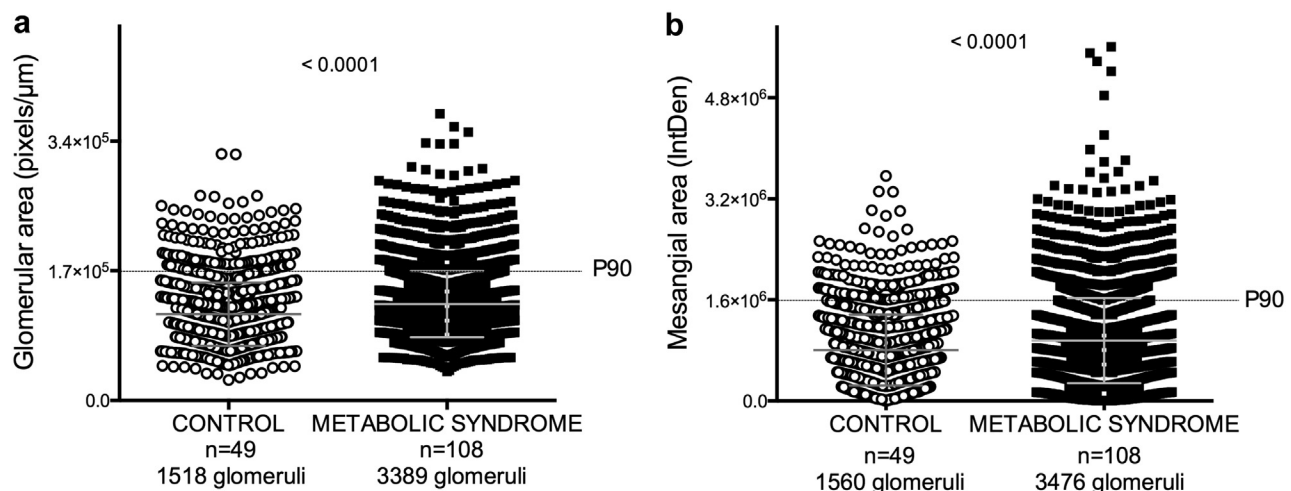 a
Glomerular area (pixels/µm)
< 0.0001
3.4×10⁵
1.7×10⁵
0.0
P90
CONTROL
n=49
1518 glomeruli
METABOLIC SYNDROME
n=108
3389 glomeruli
b
Mesangial area (IntDen)
< 0.0001
4.8×10⁶
3.2×10⁶
1.6×10⁶
0.0
P90
CONTROL
n=49
1560 glomeruli
METABOLIC SYNDROME
n=108
3476 glomeruli